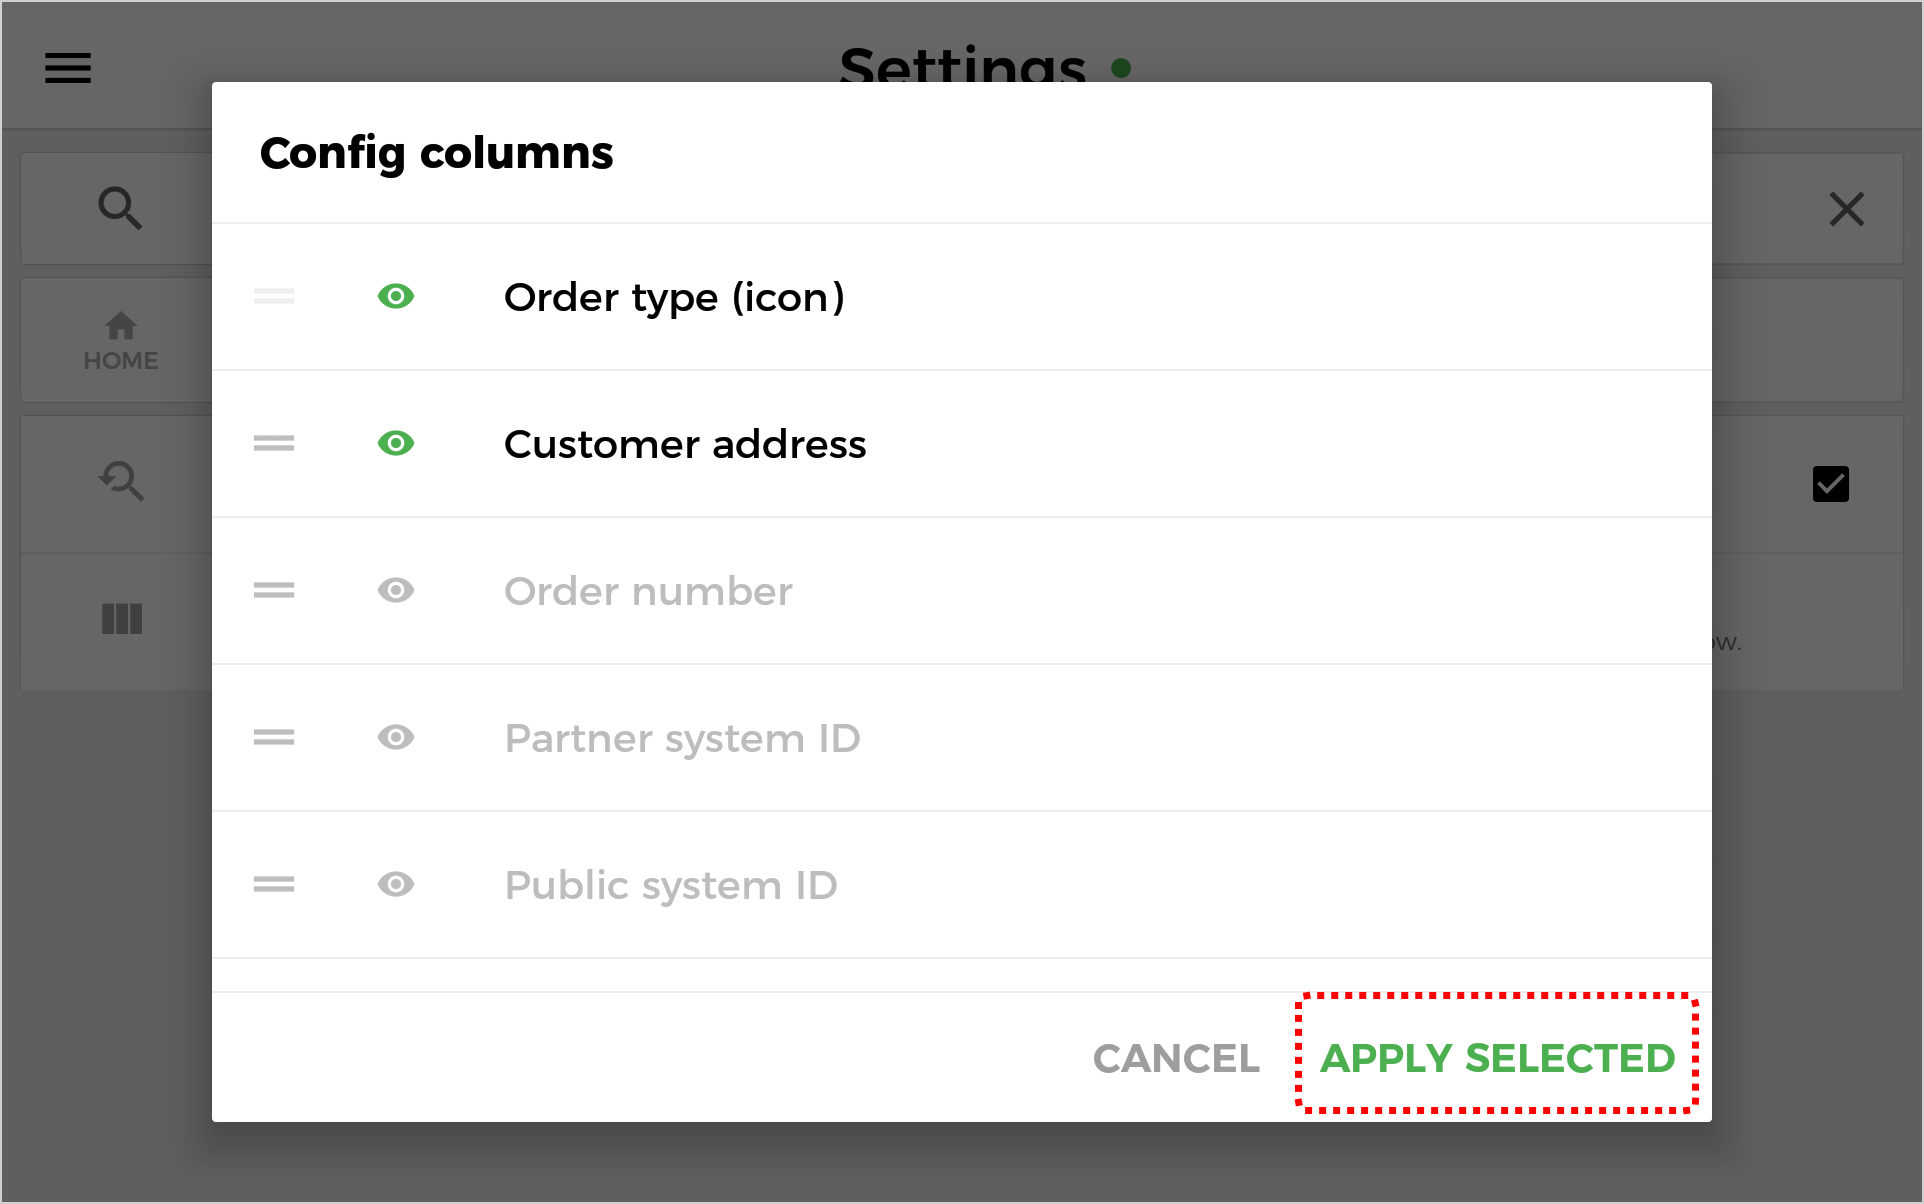 Settings
Config columns
HOME
Order type (icon)
Customer address
Order number
ow.
Partner system ID
Public system ID
CANCEL
APPLY SELECTED